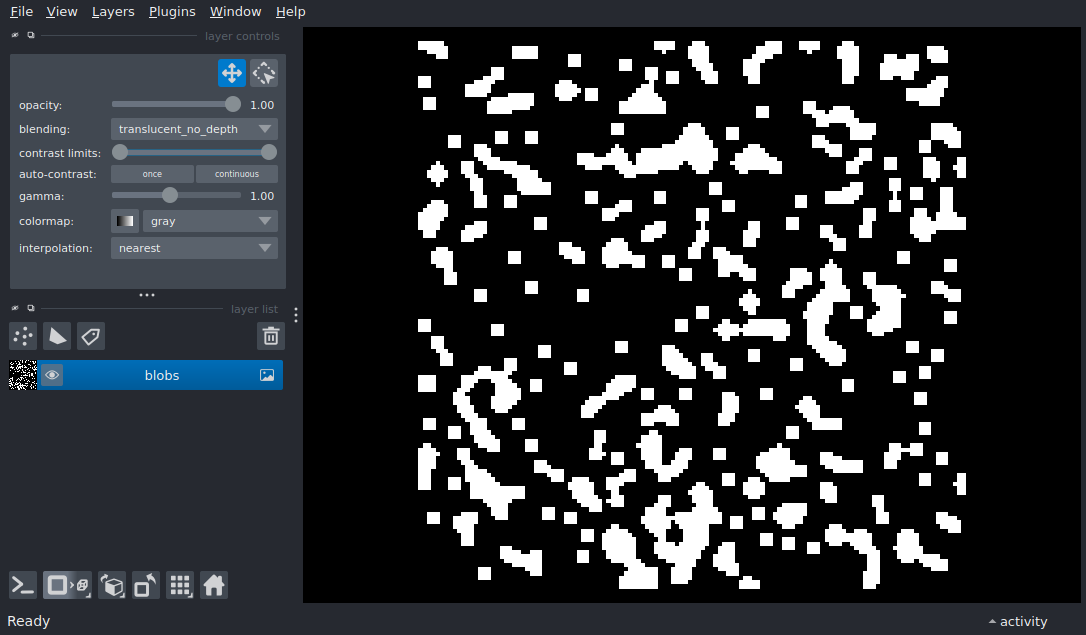 File View Layers Plugins Window Help
layer controls
opacity: 1.00
blending: translucent_no_depth
contrast limits:
auto-contrast: once continuous
gamma: 1.00
colormap: gray
interpolation: nearest
layer list
blobs
Ready activity